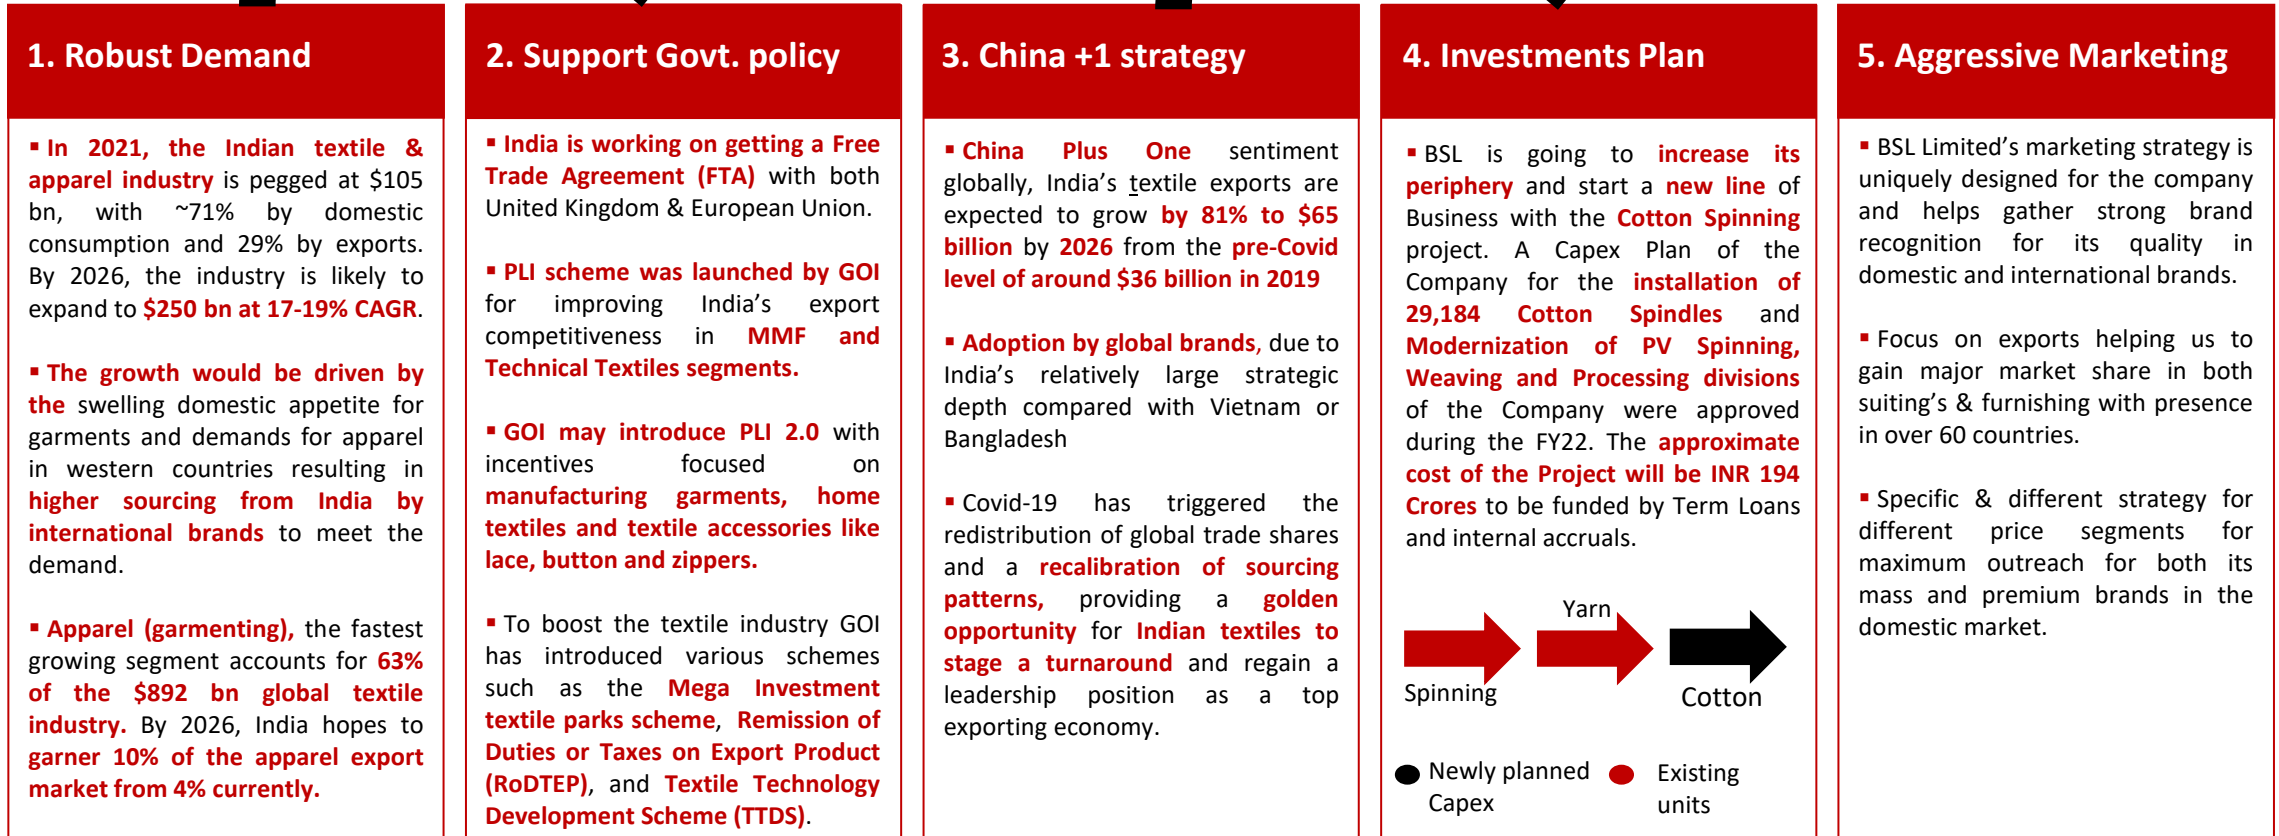 1. Robust Demand
▪ In 2021, the Indian textile &
apparel industry is pegged at $105
bn, with ~71% by domestic
consumption and 29% by exports.
By 2026, the industry is likely to
expand to $250 bn at 17-19% CAGR.
▪ The growth would be driven by
the swelling domestic appetite for
garments and demands for apparel
in western countries resulting in
higher sourcing from India by
international brands to meet the
demand.
▪ Apparel (garmenting), the fastest
growing segment accounts for 63%
of the $892 bn global textile
industry. By 2026, India hopes to
garner 10% of the apparel export
market from 4% currently.
2. Support Govt. policy
▪ India is working on getting a Free
Trade Agreement (FTA) with both
United Kingdom & European Union.
▪ PLI scheme was launched by GOI
for improving India's export
competitiveness in MMF and
Technical Textiles segments.
▪ GOI may introduce PLI 2.0 with
incentives focused on
manufacturing garments, home
textiles and textile accessories like
lace, button and zippers.
▪ To boost the textile industry GOI
has introduced various schemes
such as the Mega Investment
textile parks scheme, Remission of
Duties or Taxes on Export Product
(RoDTEP), and Textile Technology
Development Scheme (TTDS).
3. China +1 strategy
▪ China Plus One sentiment
globally, India's textile exports are
expected to grow by 81% to $65
billion by 2026 from the pre-Covid
level of around $36 billion in 2019
▪ Adoption by global brands, due to
India's relatively large strategic
depth compared with Vietnam or
Bangladesh
▪ Covid-19 has triggered the
redistribution of global trade shares
and a recalibration of sourcing
patterns, providing a golden
opportunity for Indian textiles to
stage a turnaround and regain a
leadership position as a top
exporting economy.
4. Investments Plan
▪ BSL is going to increase its
periphery and start a new line of
Business with the Cotton Spinning
project. A Capex Plan of the
Company for the installation of
29,184 Cotton Spindles and
Modernization of PV Spinning,
Weaving and Processing divisions
of the Company were approved
during the FY22. The approximate
cost of the Project will be INR 194
Crores to be funded by Term Loans
and internal accruals.
Yarn
Spinning
Cotton
Newly planned
Capex
Existing
units
5. Aggressive Marketing
▪ BSL Limited's marketing strategy is
uniquely designed for the company
and helps gather strong brand
recognition for its quality in
domestic and international brands.
▪ Focus on exports helping us to
gain major market share in both
suiting's & furnishing with presence
in over 60 countries.
▪ Specific & different strategy for
different price segments for
maximum outreach for both its
mass and premium brands in the
domestic market.